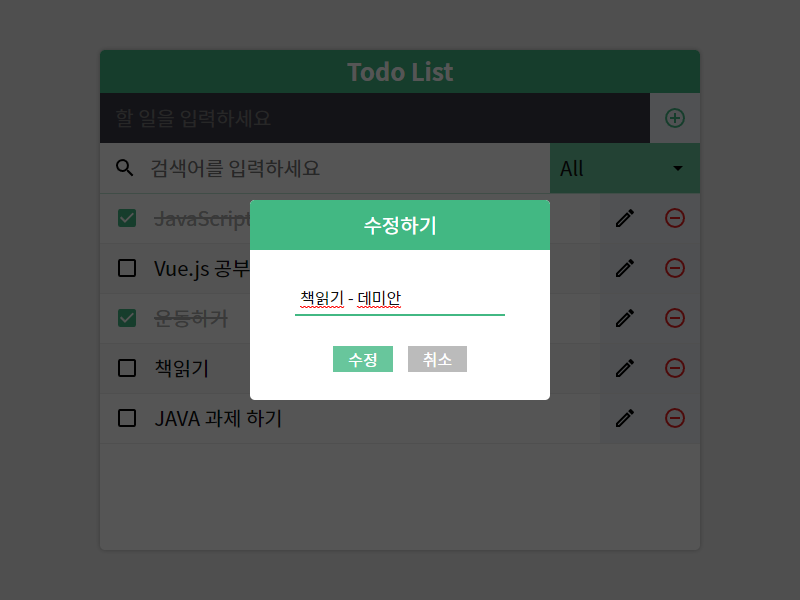 Todo List
할 일을 입력하세요
검색어를 입력하세요
All
JavaScript
Vue.js 공부
운동하기
책읽기
JAVA 과제 하기
수정하기
책읽기 - 데미안
수정
취소